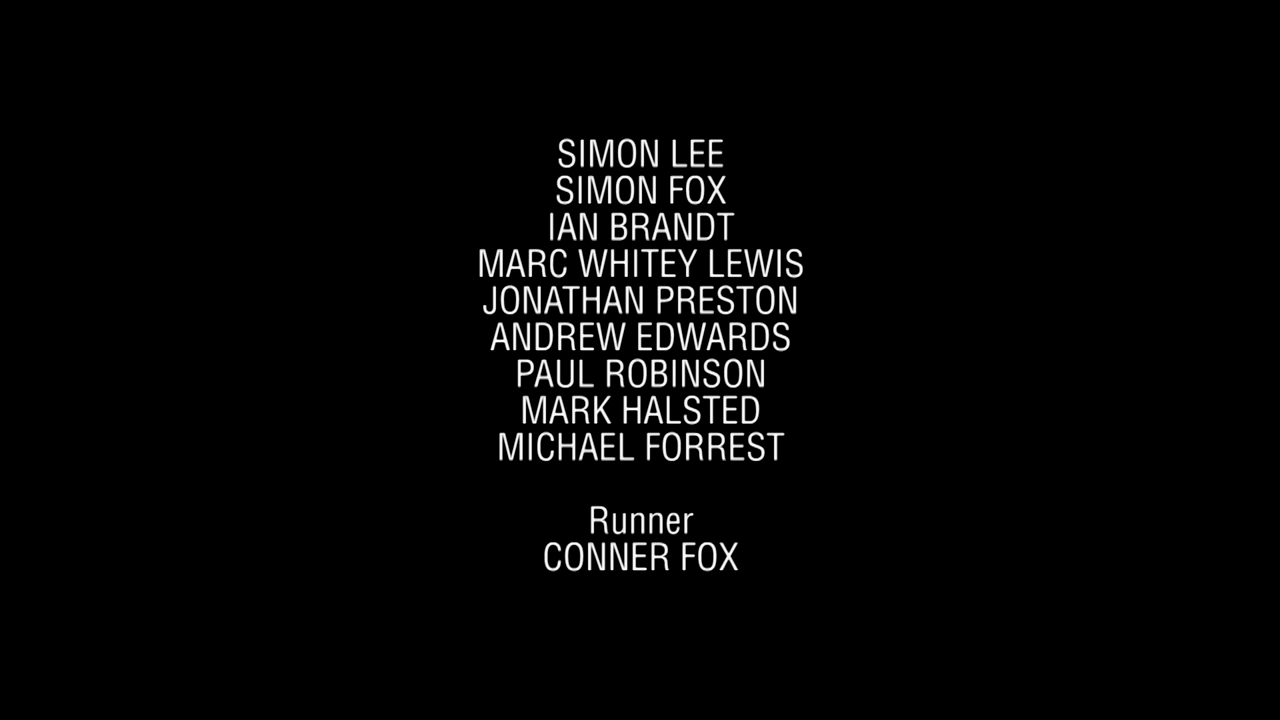 SIMON LEE
SIMON FOX
IAN BRANDT
MARC WHITEY LEWIS
JONATHAN PRESTON
ANDREW EDWARDS
PAUL ROBINSON
MARK HALSTED
MICHAEL FORREST
Runner
CONNER FOX